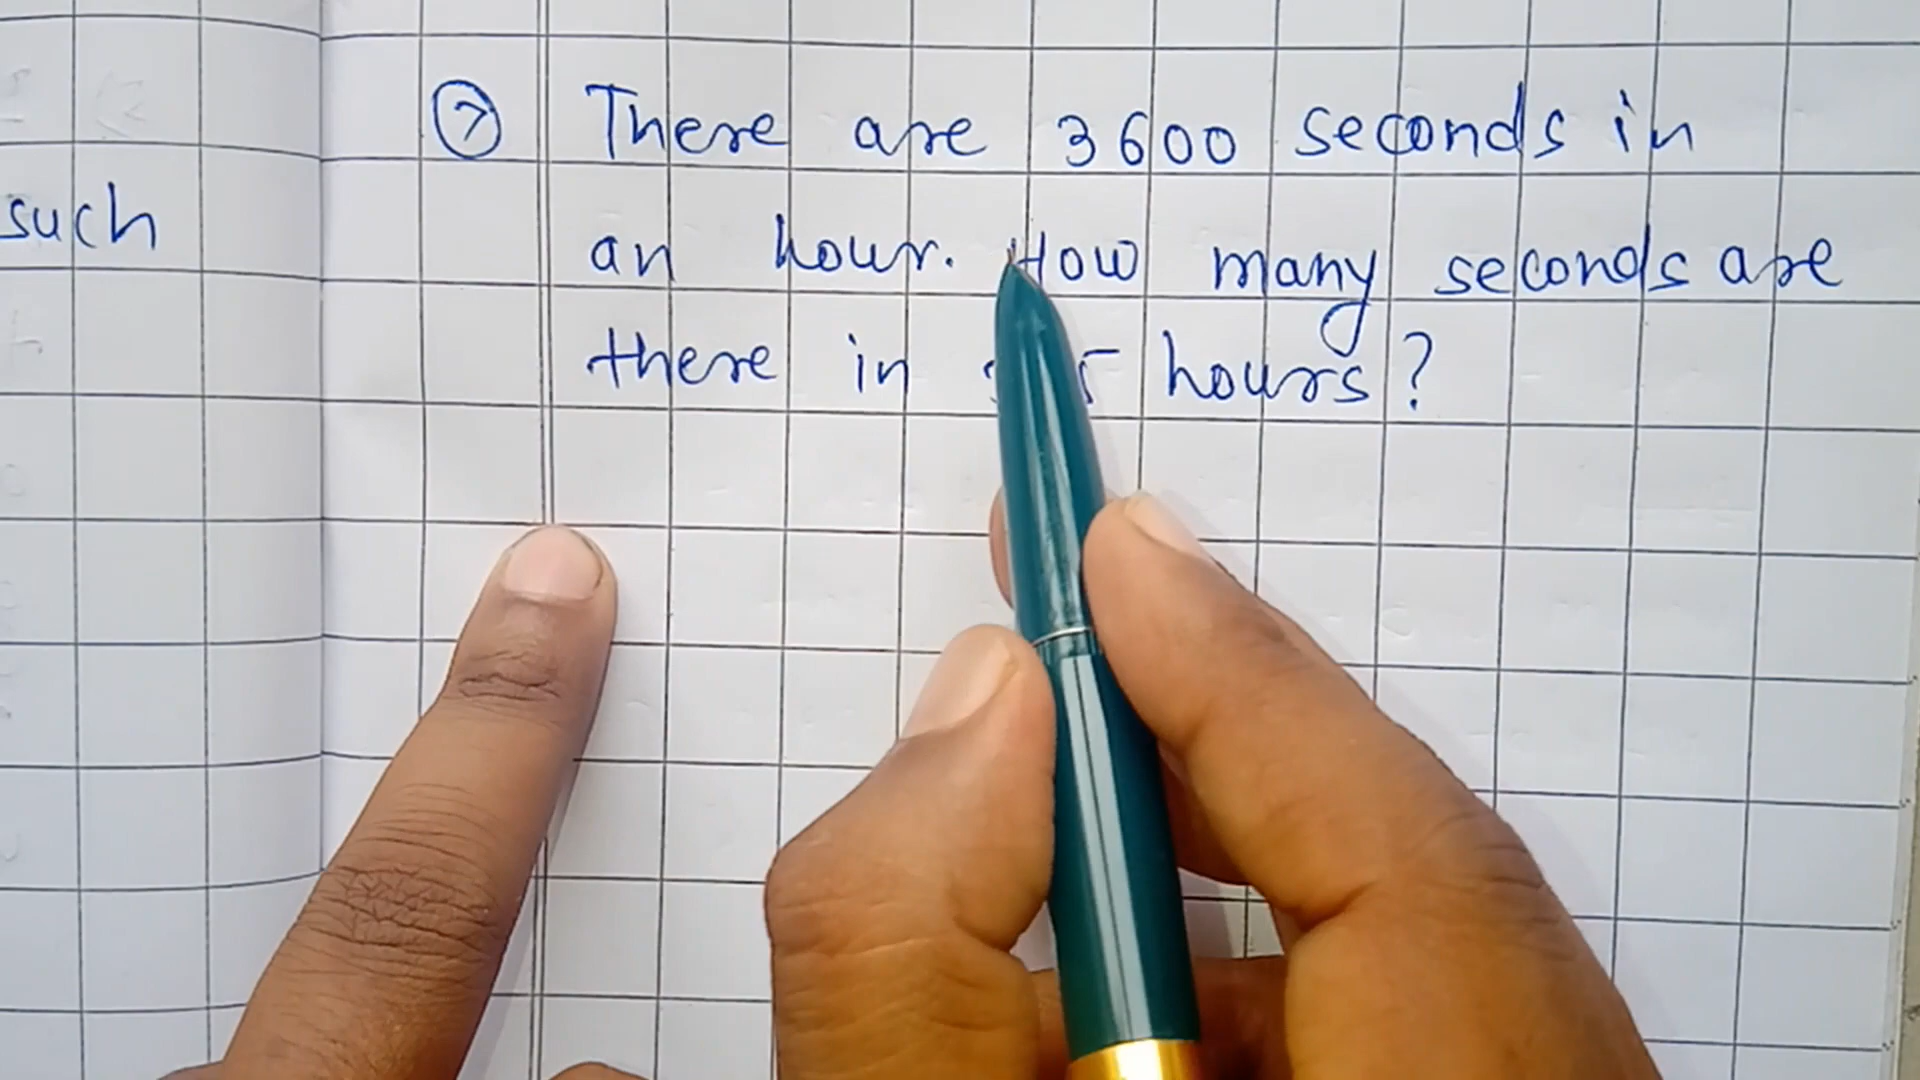 such
⑦ There are 3600 seconds in
an hour. How many seconds are
there in hours?